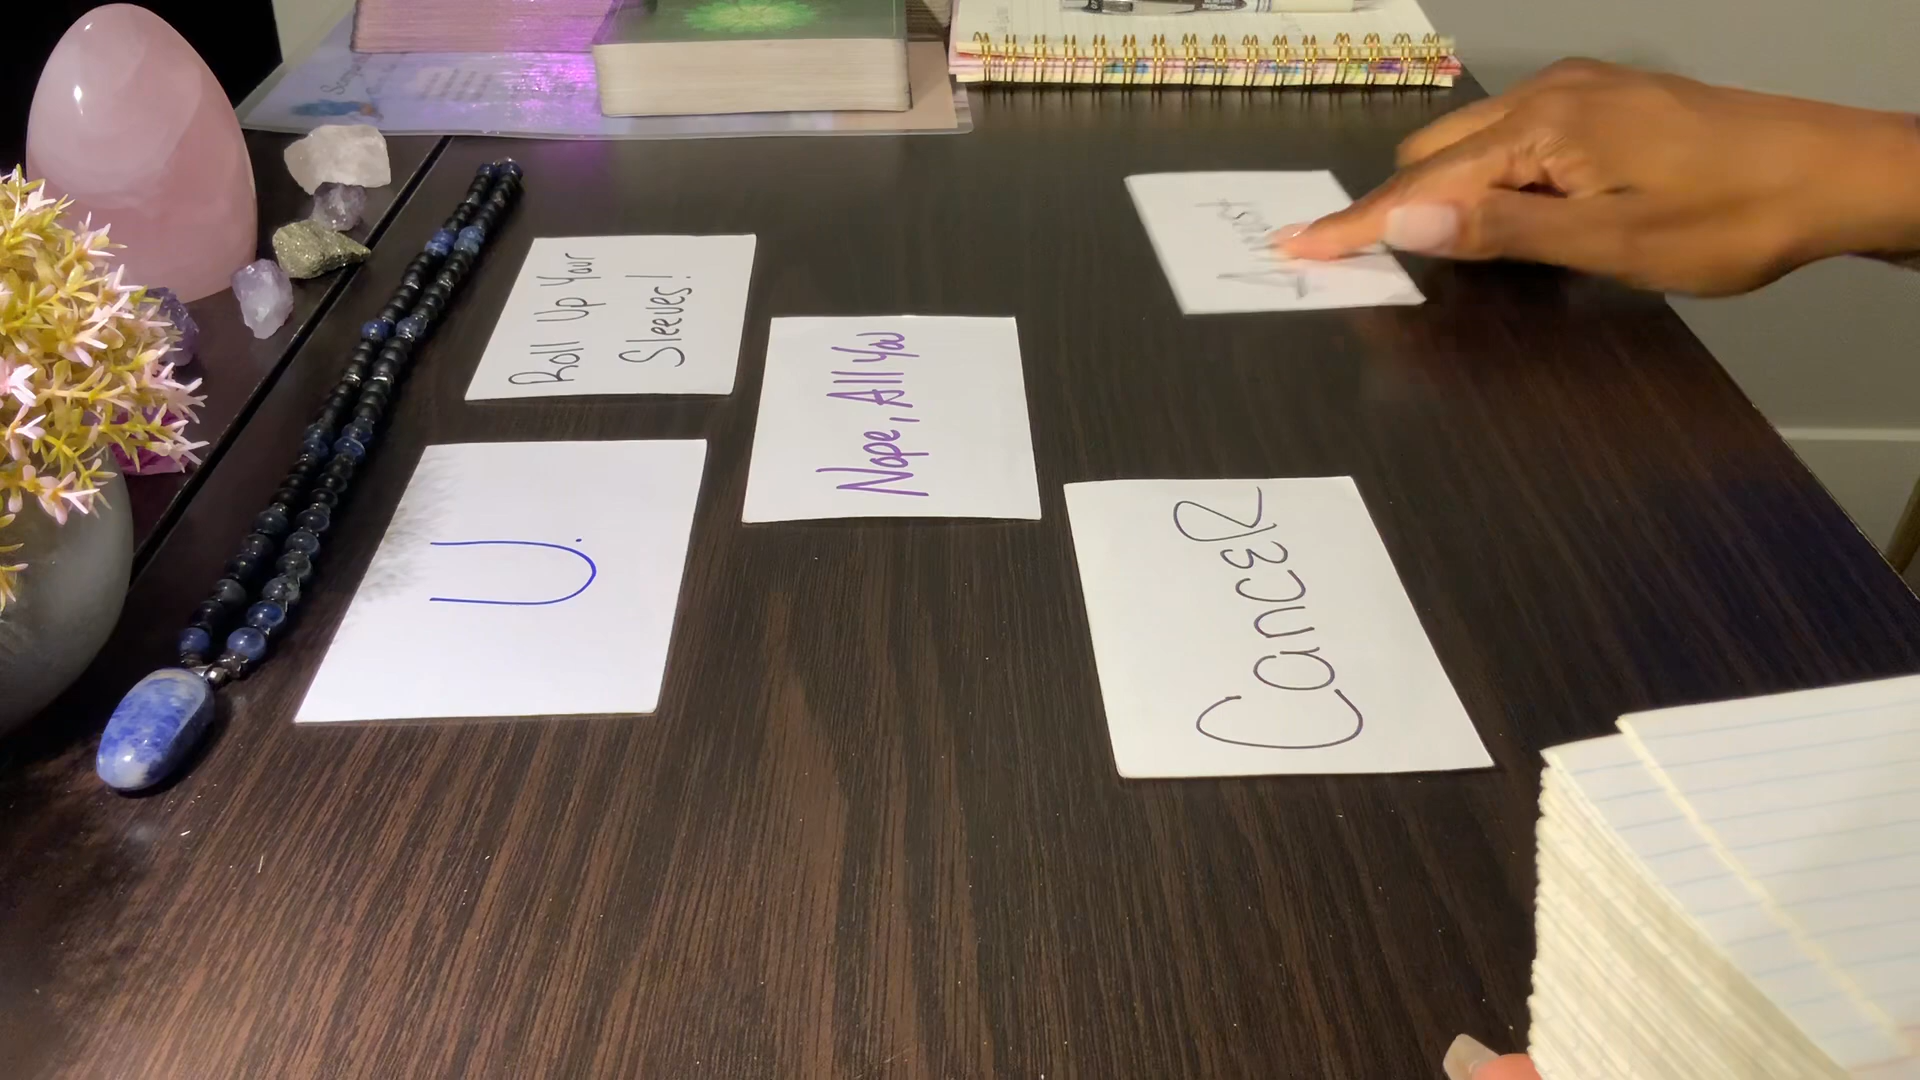 Roll Up Your
Sleeves!
Nope, All You
U.
CancER